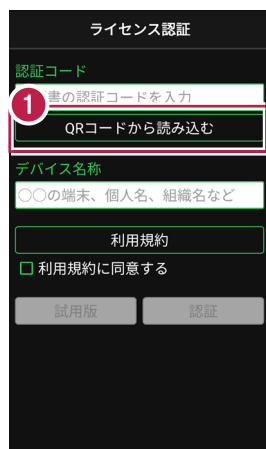 ライセンス認証
認証コード
書の認証コードを入力
1
QRコードから読み込む
デバイス名称
○○の端末、個人名、組織名など
利用規約
利用規約に同意する
試用版
認証